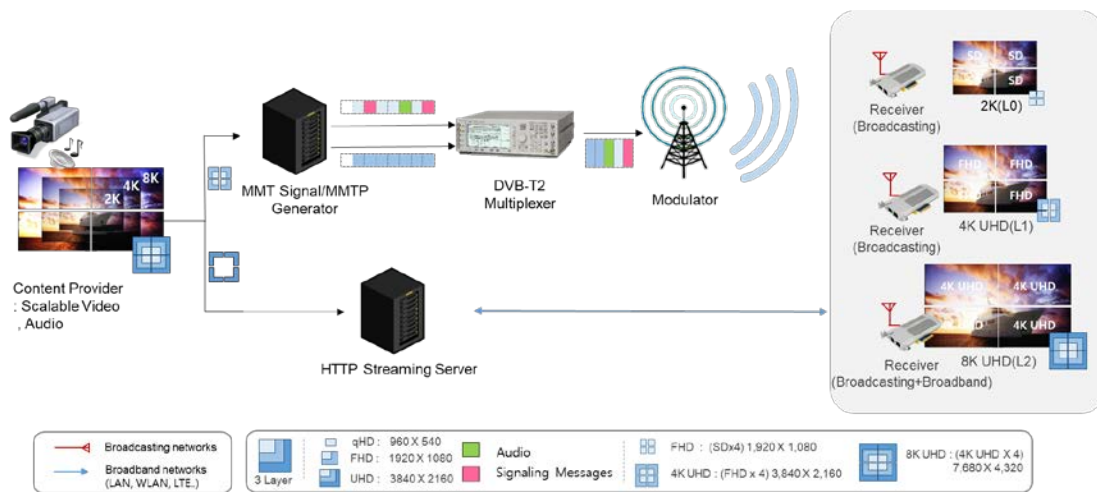 8K
4K
2K
Content Provider
: Scalable Video
, Audio
MMT Signal/MMTP
Generator
DVB-T2
Multiplexer
Modulator
HTTP Streaming Server
Receiver
(Broadcasting)
SD SD
SD
2K(L0)
Receiver
(Broadcasting)
FHD FHD
FHD
4K UHD(L1)
Receiver
(Broadcasting+Broadband)
4K UHD 4K UHD
4K UHD 4K UHD
8K UHD(L2)
Broadcasting networks
Broadband networks
(LAN, WLAN, LTE..)
3 Layer
qHD : 960 X 540
FHD : 1920 X 1080
UHD : 3840 X 2160
Audio
Signaling Messages
FHD : (SDx4) 1,920 X 1,080
4K UHD : (FHD x 4) 3,840 X 2,160
8K UHD : (4K UHD X 4)
7,680 X 4,320